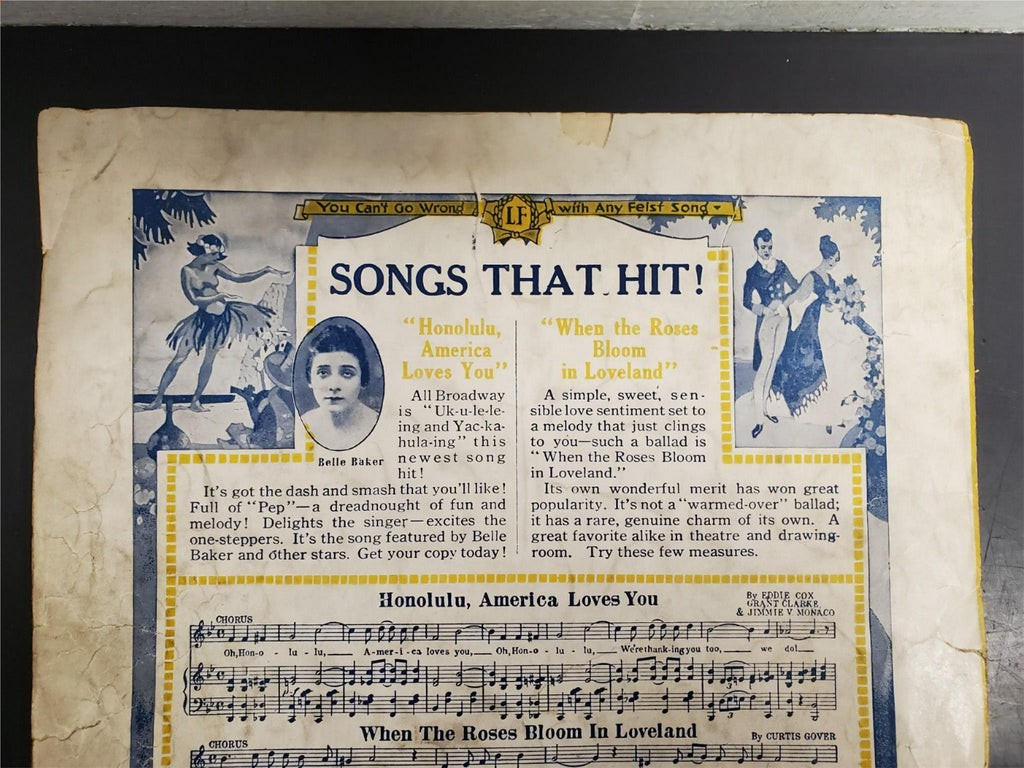 You Can't Go Wrong LF with Any Feist Song
SONGS THAT HIT!
"Honolulu,
America
Loves You"
All Broadway
is "Uk-u-le-le-
ing and Yac-ka-
hula-ing" this
newest song
hit!
Belle Baker
It's got the dash and smash that you'll like!
Full of "Pep"—a dreadnought of fun and
melody! Delights the singer—excites the
one-steppers. It's the song featured by Belle
Baker and other stars. Get your copy today!
"When the Roses
Bloom
in Loveland"
A simple, sweet, sen-
sible love sentiment set to
a melody that just clings
to you—such a ballad is
"When the Roses Bloom
in Loveland."
Its own wonderful merit has won great
popularity. It's not a "warmed-over" ballad;
it has a rare, genuine charm of its own. A
great favorite alike in theatre and drawing-
room. Try these few measures.
Honolulu, America Loves You
By EDDIE COX
GRANT CLARKE
& JIMMIE V. MONACO
CHORUS
Oh, Hon-o - lu - lu, A-mer-i-ca loves you, Oh, Hon-o - lu - lu, We're thank-ing you too, we do!
When The Roses Bloom In Loveland
By CURTIS GOVER
CHORUS